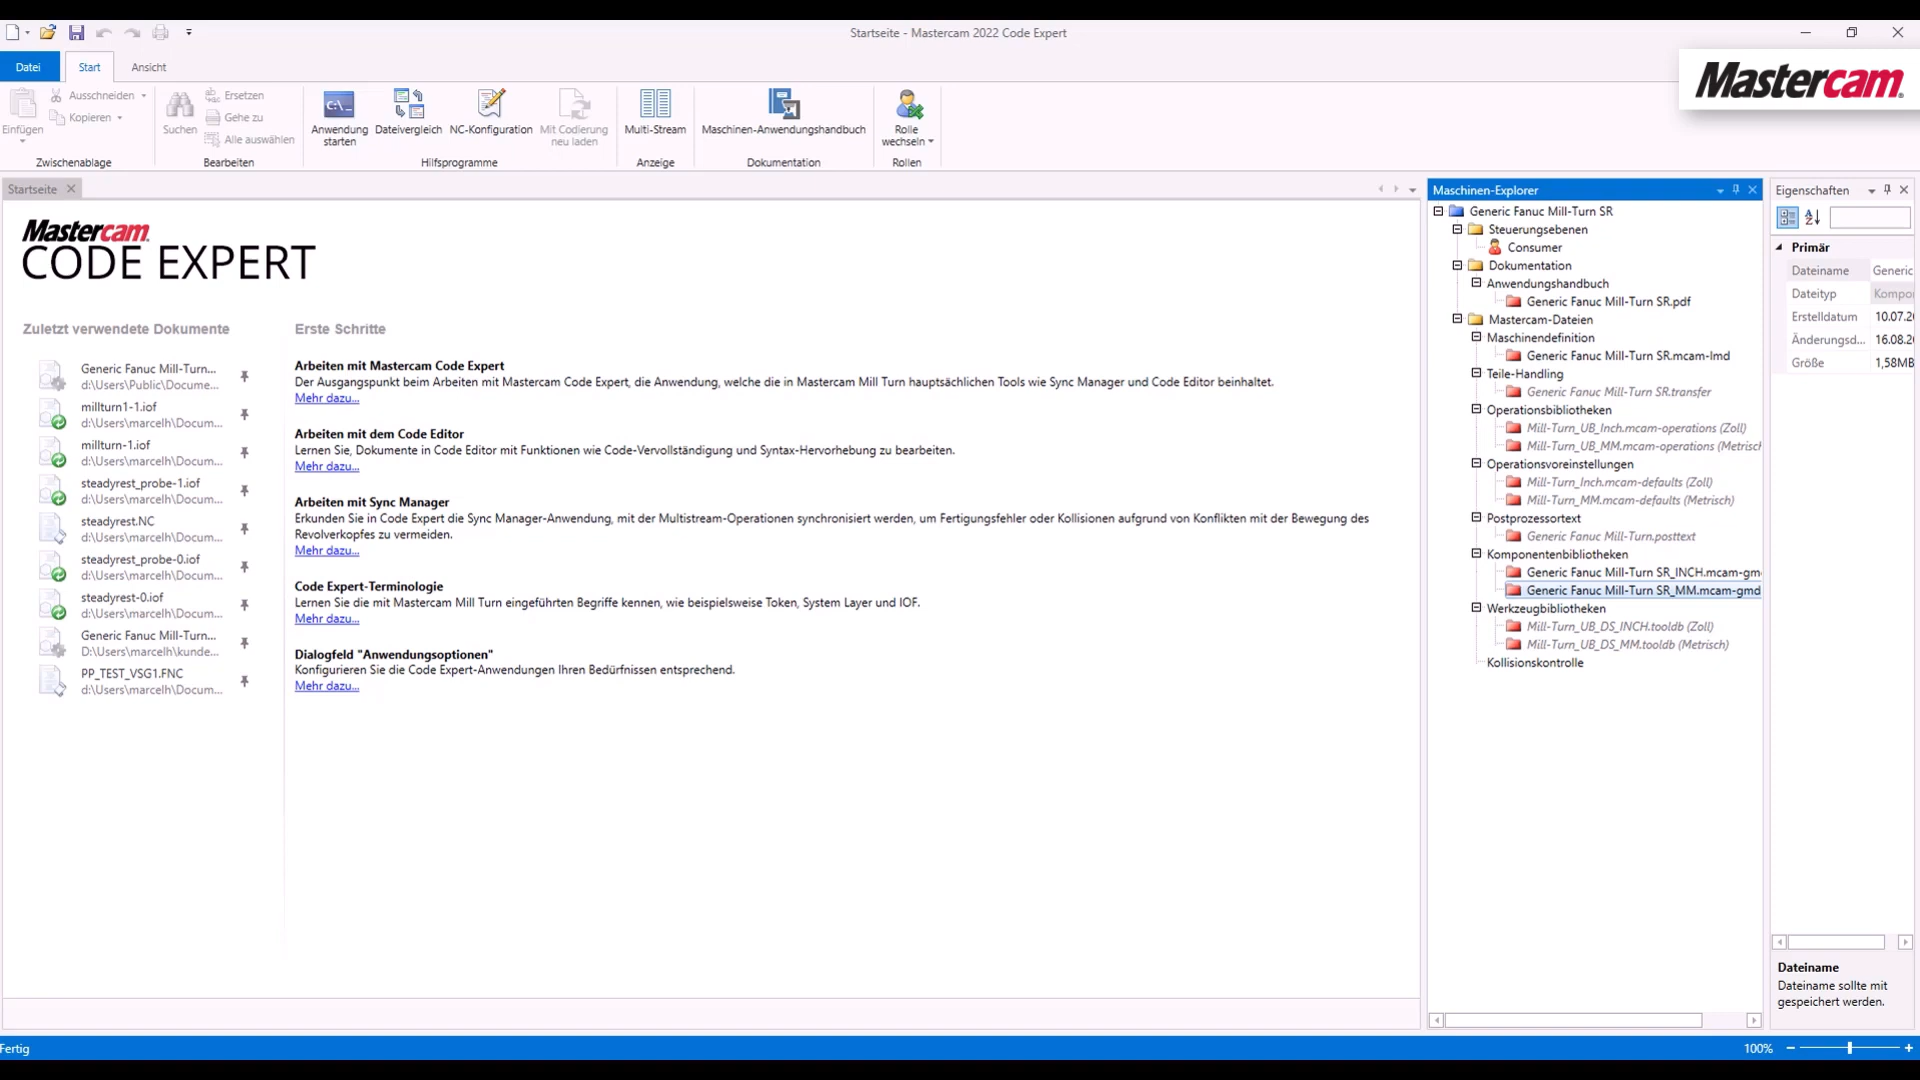 Startseite - Mastercam 2022 Code Expert
Datei
Start
Ansicht
Mastercam
Einfügen
Ausschneiden
Kopieren
Zwischenablage
Suchen
Ersetzen
Gehe zu
Alle auswählen
Bearbeiten
Anwendung
starten
Dateivergleich
NC-Konfiguration
Mit Codierung
neu laden
Hilfsprogramme
Multi-Stream
Anzeige
Maschinen-Anwendungshandbuch
Dokumentation
Rolle
wechseln
Rollen
Startseite
Mastercam
CODE EXPERT
Zuletzt verwendete Dokumente
Generic Fanuc Mill-Turn...
d:\Users\Public\Docume...
millturn1-1.iof
d:\Users\marcelh\Docum...
millturn-1.iof
d:\Users\marcelh\Docum...
steadyrest_probe-1.iof
d:\Users\marcelh\Docum...
steadyrest.NC
d:\Users\marcelh\Docum...
steadyrest_probe-0.iof
d:\Users\marcelh\Docum...
steadyrest-0.iof
d:\Users\marcelh\Docum...
Generic Fanuc Mill-Turn...
D:\Users\marcelh\kunde...
PP_TEST_VSG1.FNC
d:\Users\marcelh\Docum...
Erste Schritte
Arbeiten mit Mastercam Code Expert
Der Ausgangspunkt beim Arbeiten mit Mastercam Code Expert, die Anwendung, welche die in Mastercam Mill Turn hauptsächlichen Tools wie Sync Manager und Code Editor beinhaltet.
Mehr dazu...
Arbeiten mit dem Code Editor
Lernen Sie, Dokumente in Code Editor mit Funktionen wie Code-Vervollständigung und Syntax-Hervorhebung zu bearbeiten.
Mehr dazu...
Arbeiten mit Sync Manager
Erkunden Sie in Code Expert die Sync Manager-Anwendung, mit der Multistream-Operationen synchronisiert werden, um Fertigungsfehler oder Kollisionen aufgrund von Konflikten mit der Bewegung des
Revolverkopfes zu vermeiden.
Mehr dazu...
Code Expert-Terminologie
Lernen Sie die mit Mastercam Mill Turn eingeführten Begriffe kennen, wie beispielsweise Token, System Layer und IOF.
Mehr dazu...
Dialogfeld "Anwendungsoptionen"
Konfigurieren Sie die Code Expert-Anwendungen Ihren Bedürfnissen entsprechend.
Mehr dazu...
Maschinen-Explorer
Generic Fanuc Mill-Turn SR
Steuerungsebenen
Consumer
Dokumentation
Anwendungshandbuch
Generic Fanuc Mill-Turn SR.pdf
Mastercam-Dateien
Maschinendefinition
Generic Fanuc Mill-Turn SR.mcam-lmd
Teile-Handling
Generic Fanuc Mill-Turn SR.transfer
Operationsbibliotheken
Mill-Turn_UB_Inch.mcam-operations (Zoll)
Mill-Turn_UB_MM.mcam-operations (Metrisch
Operationsvoreinstellungen
Mill-Turn_Inch.mcam-defaults (Zoll)
Mill-Turn_MM.mcam-defaults (Metrisch)
Postprozessortext
Generic Fanuc Mill-Turn.posttext
Komponentenbibliotheken
Generic Fanuc Mill-Turn SR_INCH.mcam-gm
Generic Fanuc Mill-Turn SR_MM.mcam-gmd
Werkzeugbibliotheken
Mill-Turn_UB_DS_INCH.tooldb (Zoll)
Mill-Turn_UB_DS_MM.tooldb (Metrisch)
Kollisionskontrolle
Eigenschaften
Primär
Dateiname Generic
Dateityp Kompo
Erstelldatum 10.07.2
Änderungsd... 16.08.2
Größe 1,58MB
Dateiname
Dateiname sollte mit
gespeichert werden.
Fertig
100%